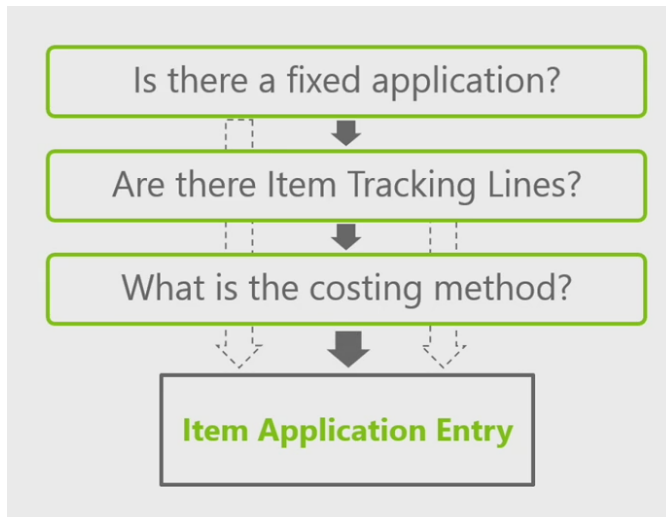 Is there a fixed application?
Are there Item Tracking Lines?
What is the costing method?
Item Application Entry